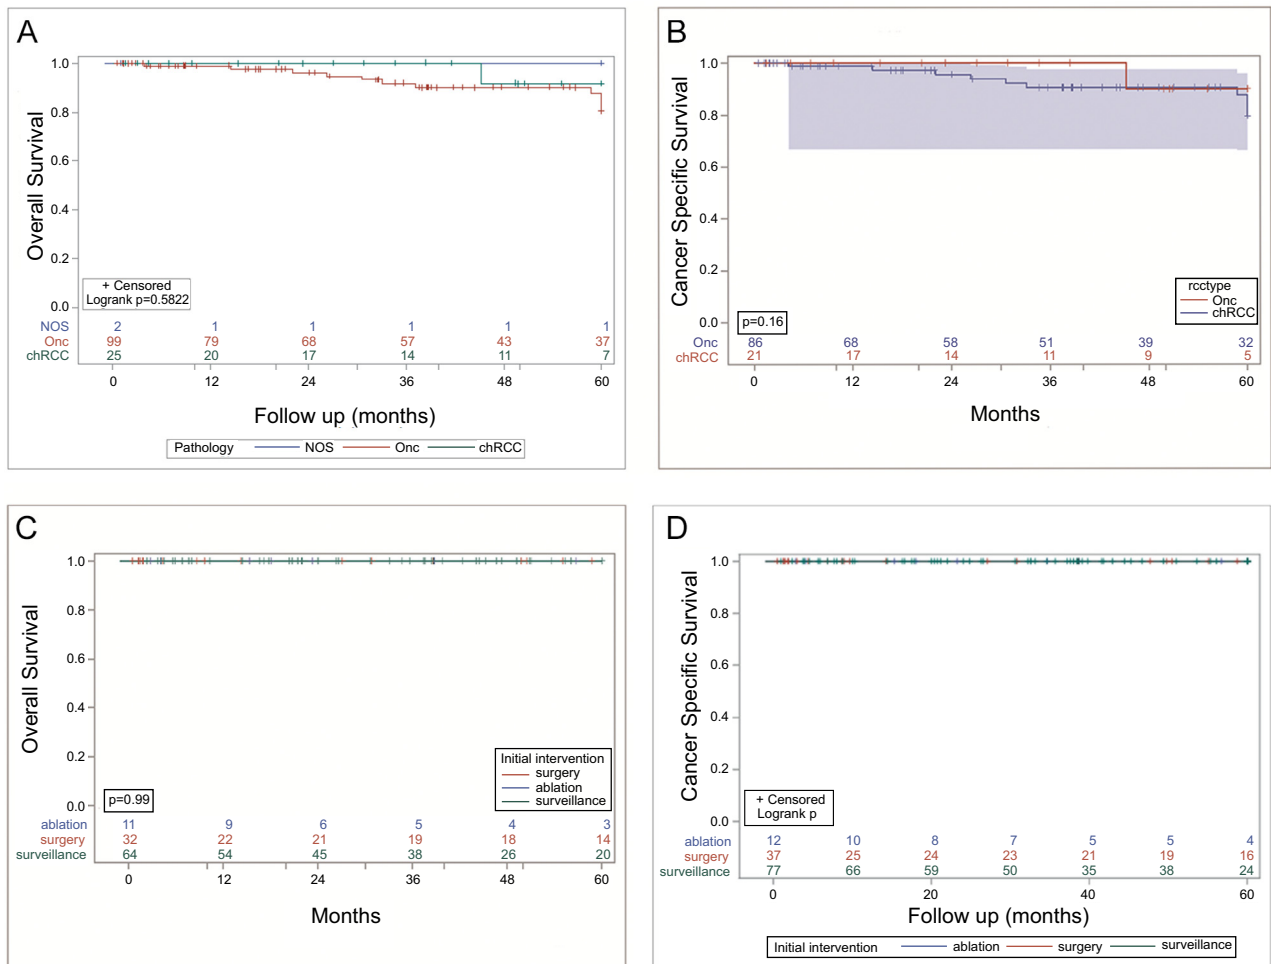 A
Overall Survival
1.0
0.8
0.6
0.4
0.2
0.0
+ Censored
Logrank p=0.5822
NOS 2 1 1 1 1 1
Onc 99 79 68 57 43 37
chRCC 25 20 17 14 11 7
0 12 24 36 48 60
Follow up (months)
Pathology NOS Onc chRCC
B
Cancer Specific Survival
1.0
0.8
0.6
0.4
0.2
0.0
rcctype
Onc
chRCC
p=0.16
Onc 86 68 58 51 39 32
chRCC 21 17 14 11 9 5
0 12 24 36 48 60
Months
C
Overall Survival
1.0
0.8
0.6
0.4
0.2
0.0
Initial intervention
surgery
ablation
surveillance
p=0.99
ablation 11 9 6 5 4 3
surgery 32 22 21 19 18 14
surveillance 64 54 45 38 26 20
0 12 24 36 48 60
Months
D
Cancer Specific Survival
1.0
0.8
0.6
0.4
0.2
0.0
+ Censored
Logrank p
ablation 12 10 8 7 5 5 4
surgery 37 25 24 23 21 19 16
surveillance 77 66 59 50 35 38 24
0 20 40 60
Follow up (months)
Initial intervention ablation surgery surveillance